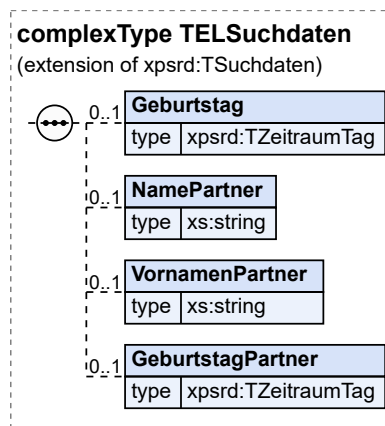 complexType TELSuchdaten
(extension of xpsrd:TSuchdaten)
0..1 Geburtstag
type xpsrd:TZeitraumTag
0..1 NamePartner
type xs:string
0..1 VornamenPartner
type xs:string
0..1 GeburtstagPartner
type xpsrd:TZeitraumTag